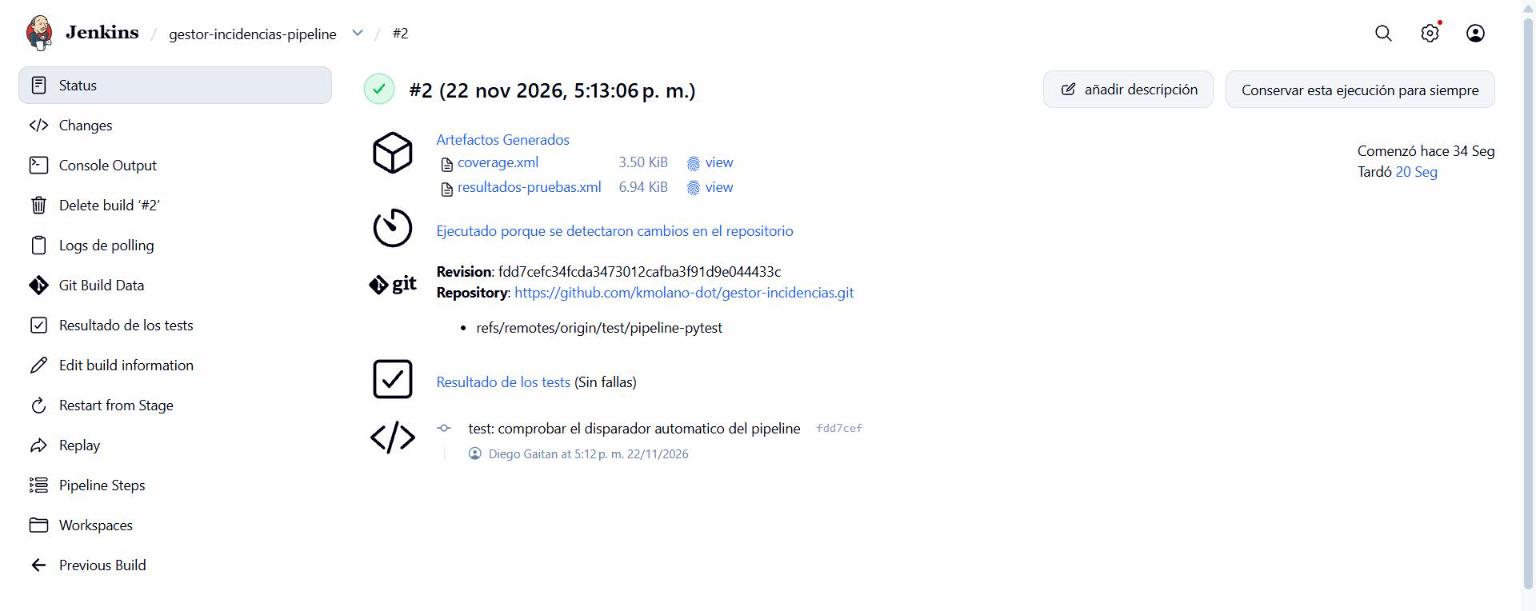 Jenkins / gestor-incidencias-pipeline / #2
Status
Changes
Console Output
Delete build '#2'
Logs de polling
Git Build Data
Resultado de los tests
Edit build information
Restart from Stage
Replay
Pipeline Steps
Workspaces
Previous Build
#2 (22 nov 2026, 5:13:06 p. m.)
añadir descripción
Conservar esta ejecución para siempre
Comenzó hace 34 Seg
Tardó 20 Seg
Artefactos Generados
coverage.xml 3.50 KiB view
resultados-pruebas.xml 6.94 KiB view
Ejecutado porque se detectaron cambios en el repositorio
git
Revision: fdd7cefc34fcda3473012cafba3f91d9e044433c
Repository: https://github.com/kmolano-dot/gestor-incidencias.git
• refs/remotes/origin/test/pipeline-pytest
Resultado de los tests (Sin fallas)
test: comprobar el disparador automatico del pipeline fdd7cef
Diego Gaitan at 5:12 p. m. 22/11/2026